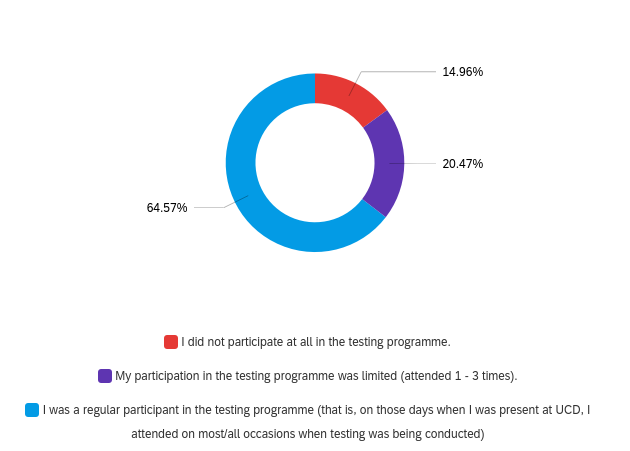 14.96%
20.47%
64.57%
I did not participate at all in the testing programme.
My participation in the testing programme was limited (attended 1 - 3 times).
I was a regular participant in the testing programme (that is, on those days when I was present at UCD, I
attended on most/all occasions when testing was being conducted)